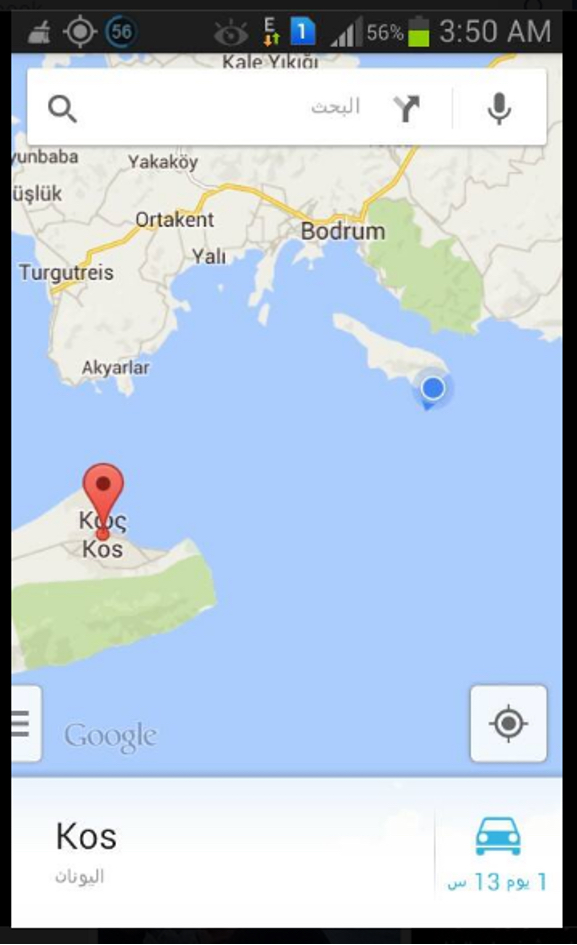 56
E
1
56%
3:50 AM
Kale Yıkığı
البحث
yunbaba
Yakaköy
üşlük
Ortakent
Bodrum
Yalı
Turgutreis
Akyarlar
Κως
Kos
Google
Kos
اليونان
1 يوم 13 س